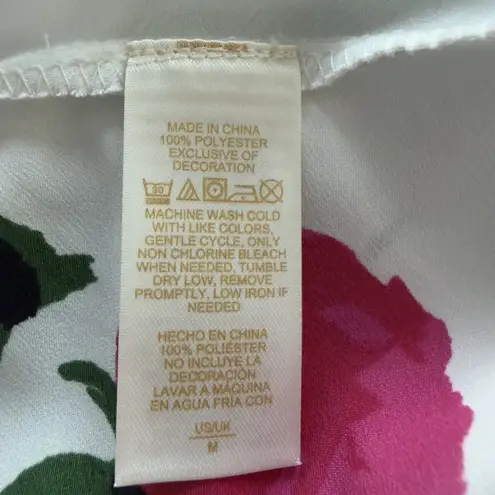 MADE IN CHINA
100% POLYESTER
EXCLUSIVE OF
DECORATION
30
MACHINE WASH COLD
WITH LIKE COLORS,
GENTLE CYCLE, ONLY
NON CHLORINE BLEACH
WHEN NEEDED, TUMBLE
DRY LOW, REMOVE
PROMPTLY, LOW IRON IF
NEEDED
HECHO EN CHINA
100% POLIÉSTER
NO INCLUYE LA
DECORACIÓN
LAVAR A MÁQUINA
EN AGUA FRÍA CON
US/UK
M